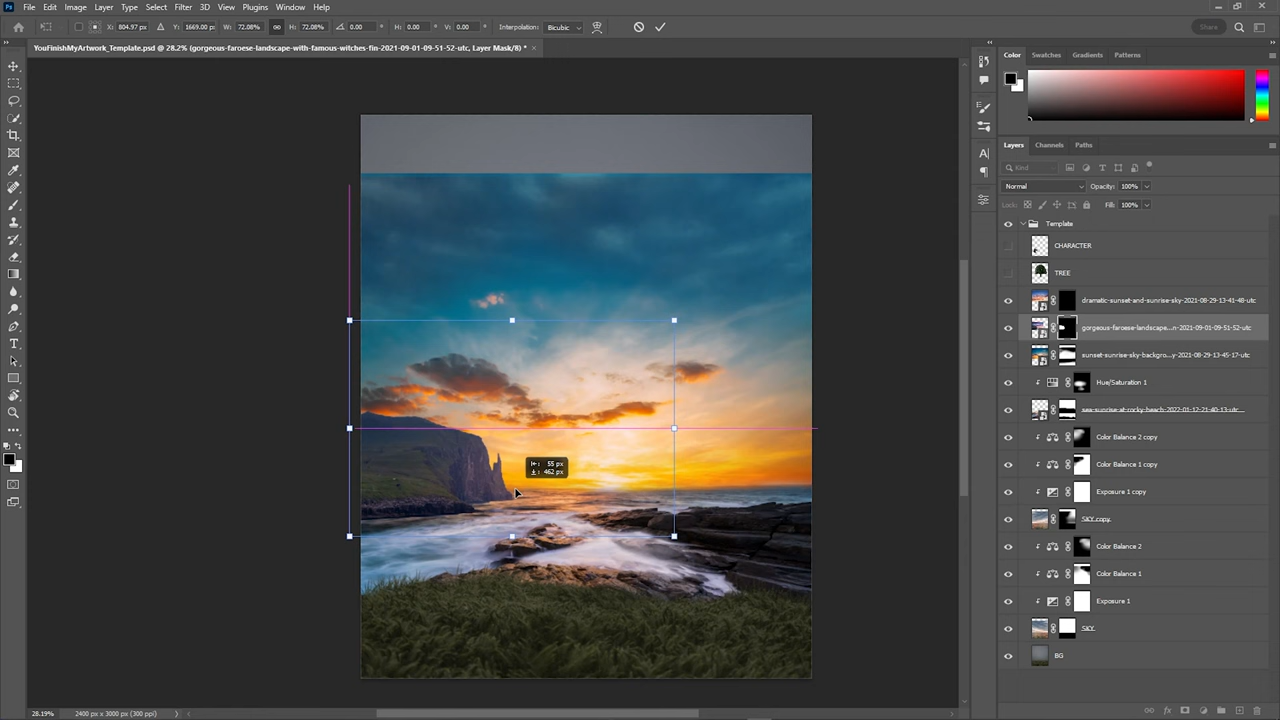 Ps File Edit Image Layer Type Select Filter 3D View Plugins Window Help
X: 804.97 px Y: 1669.00 px W: 72.08% H: 72.08% 0.00 ° H: 0.00 ° V: 0.00 ° Interpolation: Bicubic Share
YouFinishMyArtwork_Template.psd @ 28.2% (gorgeous-faroese-landscape-with-famous-witches-fin-2021-09-01-09-51-52-utc, Layer Mask/8) *
Color Swatches Gradients Patterns
Layers Channels Paths
Kind
Normal Opacity: 100%
Lock: Fill: 100%
Template
CHARACTER
TREE
dramatic-sunset-and-sunrise-sky-2021-08-29-13-41-48-utc
gorgeous-faroese-landscape...n-2021-09-01-09-51-52-utc
sunset-sunrise-sky-backgro...y-2021-08-29-13-45-17-utc
Hue/Saturation 1
sea-sunrise-at-rocky-beach-2022-01-12-21-40-13-utc
Color Balance 2 copy
Color Balance 1 copy
Exposure 1 copy
SKY copy
Color Balance 2
Color Balance 1
Exposure 1
SKY
BG
55 px
462 px
28.19% 2400 px x 3000 px (300 ppi)